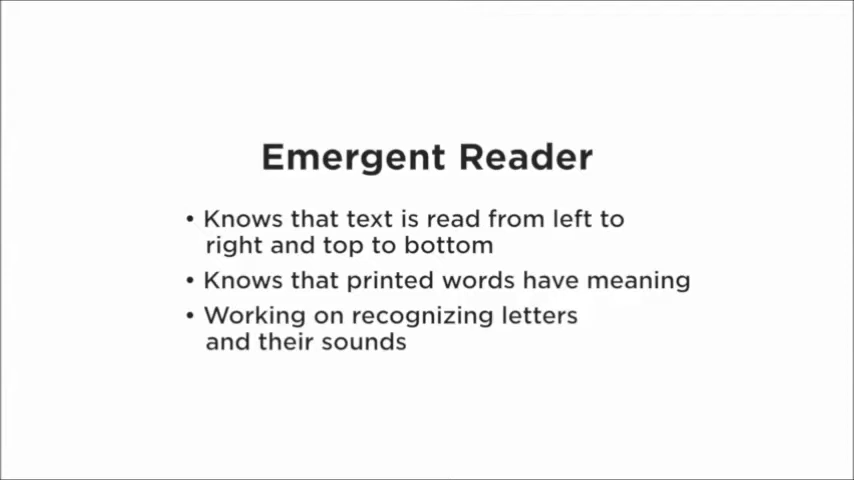 Emergent Reader
• Knows that text is read from left to
right and top to bottom
• Knows that printed words have meaning
• Working on recognizing letters
and their sounds